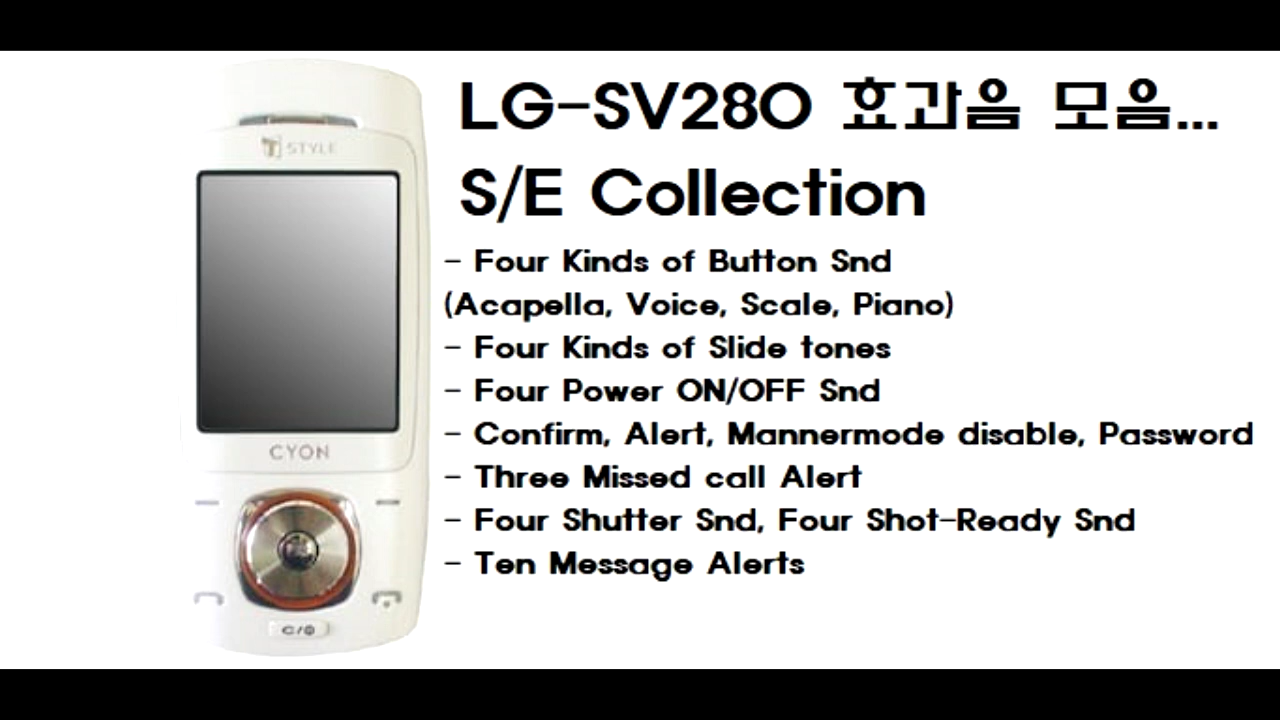 LG-SV280 효과음 모음...
S/E Collection
- Four Kinds of Button Snd
(Acapella, Voice, Scale, Piano)
- Four Kinds of Slide tones
- Four Power ON/OFF Snd
- Confirm, Alert, Mannermode disable, Password
- Three Missed call Alert
- Four Shutter Snd, Four Shot-Ready Snd
- Ten Message Alerts
T STYLE
CYON
C/